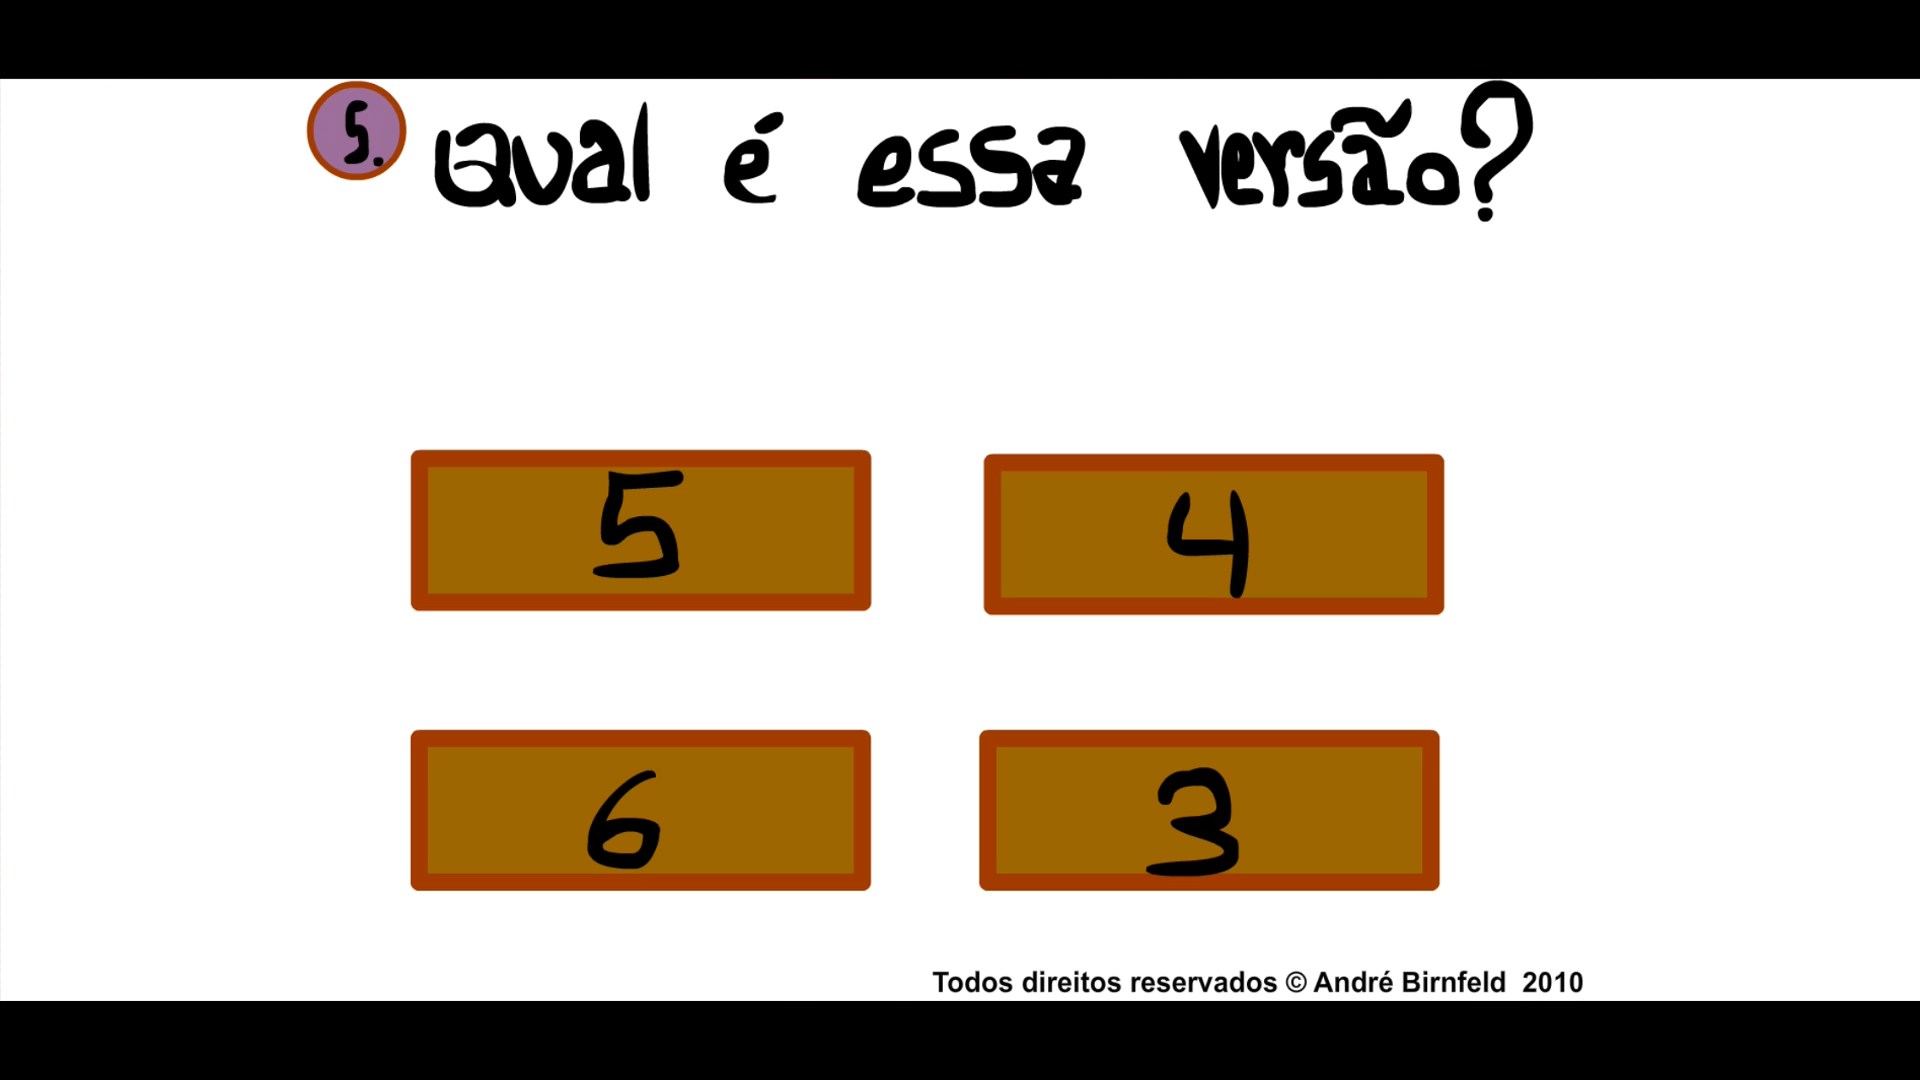 5. Qual é essa versão?
5 4
6 3
Todos direitos reservados © André Birnfeld 2010